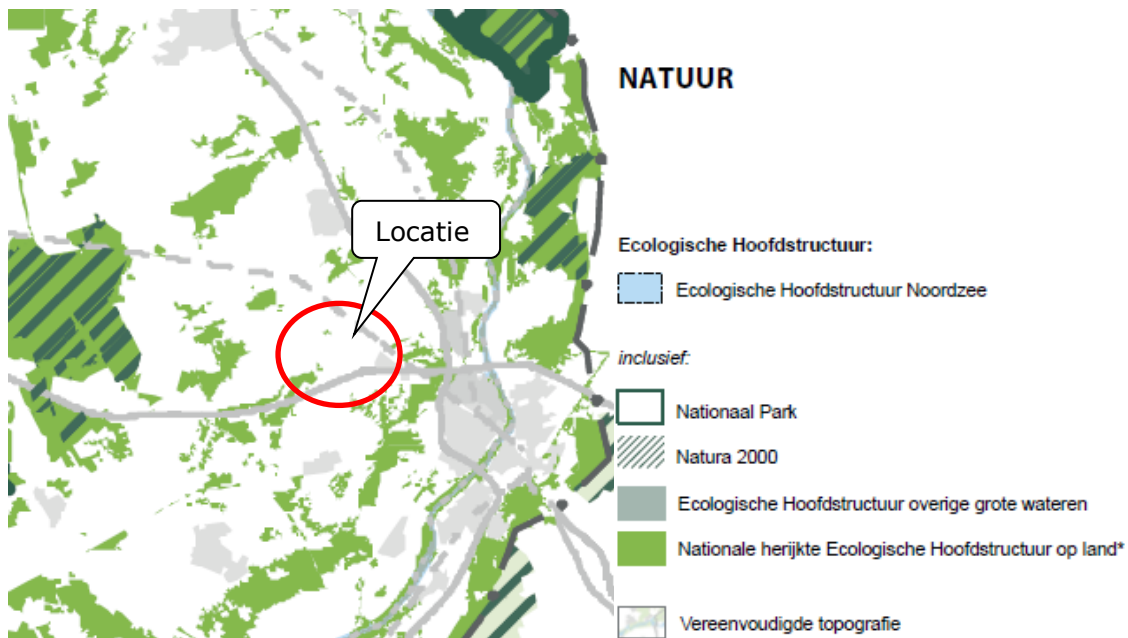 Locatie
NATUUR
Ecologische Hoofdstructuur:
Ecologische Hoofdstructuur Noordzee
inclusief:
Nationaal Park
Natura 2000
Ecologische Hoofdstructuur overige grote wateren
Nationale herijkte Ecologische Hoofdstructuur op land*
Vereenvoudigde topografie